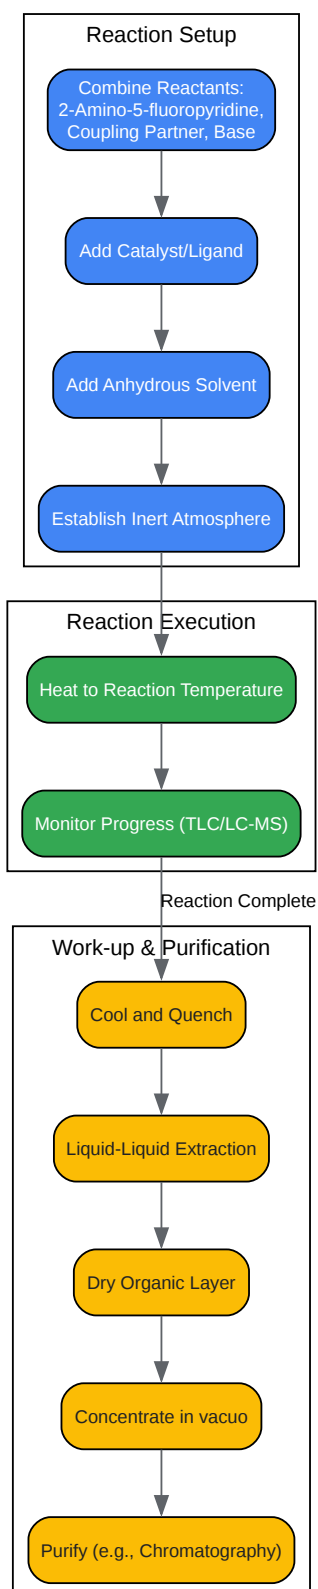 Reaction Setup
Combine Reactants:
2-Amino-5-fluoropyridine,
Coupling Partner, Base
Add Catalyst/Ligand
Add Anhydrous Solvent
Establish Inert Atmosphere
Reaction Execution
Heat to Reaction Temperature
Monitor Progress (TLC/LC-MS)
Reaction Complete
Work-up & Purification
Cool and Quench
Liquid-Liquid Extraction
Dry Organic Layer
Concentrate in vacuo
Purify (e.g., Chromatography)